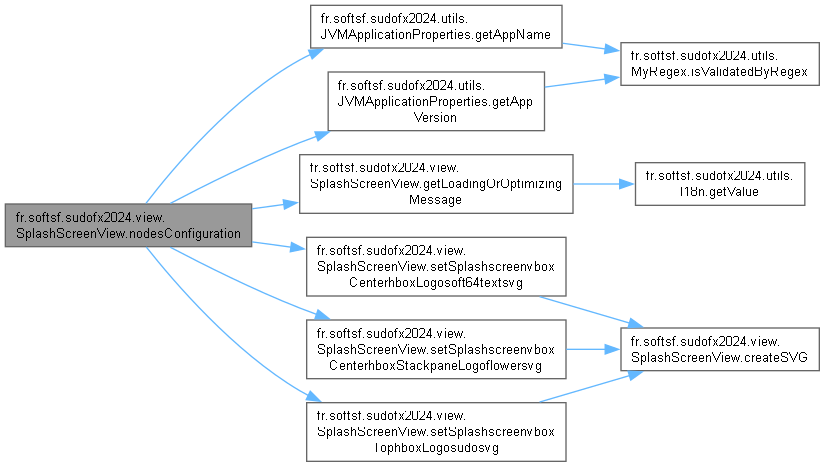 fr.softsf.sudofx2024.utils.
JVMApplicationProperties.getAppName
fr.softsf.sudofx2024.utils.
MyRegex.isValidatedByRegex
fr.softsf.sudofx2024.utils.
JVMApplicationProperties.getApp
Version
fr.softsf.sudofx2024.view.
SplashScreenView.getLoadingOrOptimizing
Message
fr.softsf.sudofx2024.utils.
I18n.getValue
fr.softsf.sudofx2024.view.
SplashScreenView.nodesConfiguration
fr.softsf.sudofx2024.view.
SplashScreenView.setSplashscreenvbox
CenterhboxLogosoft64textsvg
fr.softsf.sudofx2024.view.
SplashScreenView.setSplashscreenvbox
CenterhboxStackpaneLogoflowersvg
fr.softsf.sudofx2024.view.
SplashScreenView.createSVG
fr.softsf.sudofx2024.view.
SplashScreenView.setSplashscreenvbox
TophboxLogosudosvg